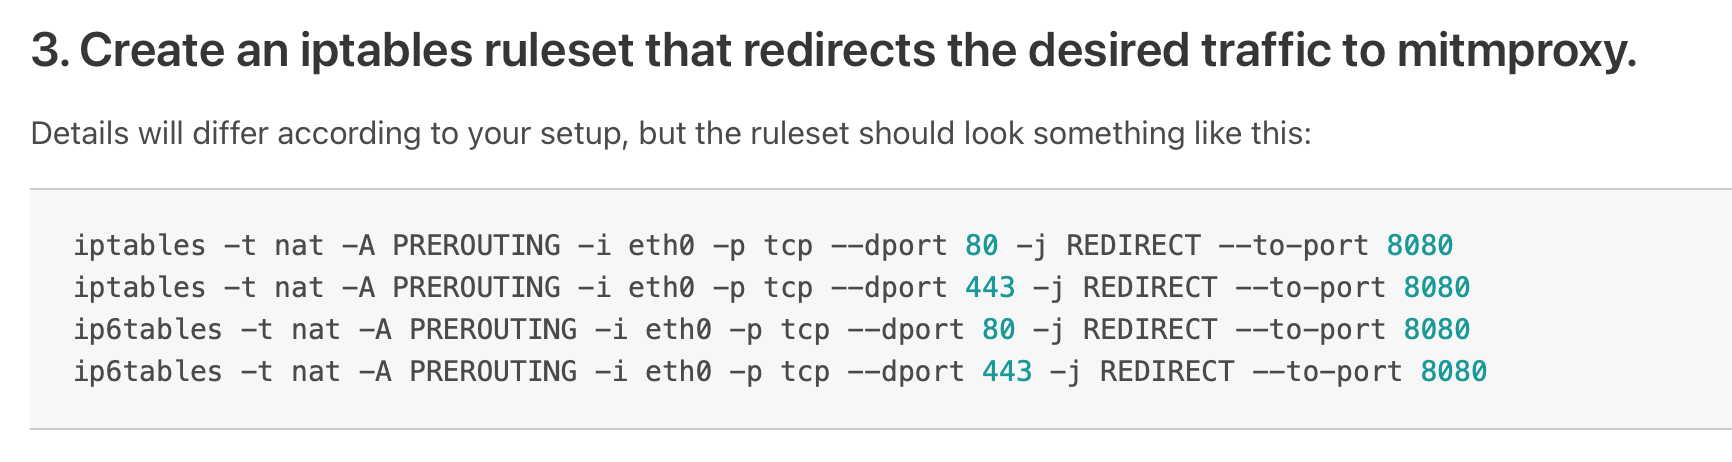 3. Create an iptables ruleset that redirects the desired traffic to mitmproxy.
Details will differ according to your setup, but the ruleset should look something like this:
iptables -t nat -A PREROUTING -i eth0 -p tcp --dport 80 -j REDIRECT --to-port 8080
iptables -t nat -A PREROUTING -i eth0 -p tcp --dport 443 -j REDIRECT --to-port 8080
ip6tables -t nat -A PREROUTING -i eth0 -p tcp --dport 80 -j REDIRECT --to-port 8080
ip6tables -t nat -A PREROUTING -i eth0 -p tcp --dport 443 -j REDIRECT --to-port 8080